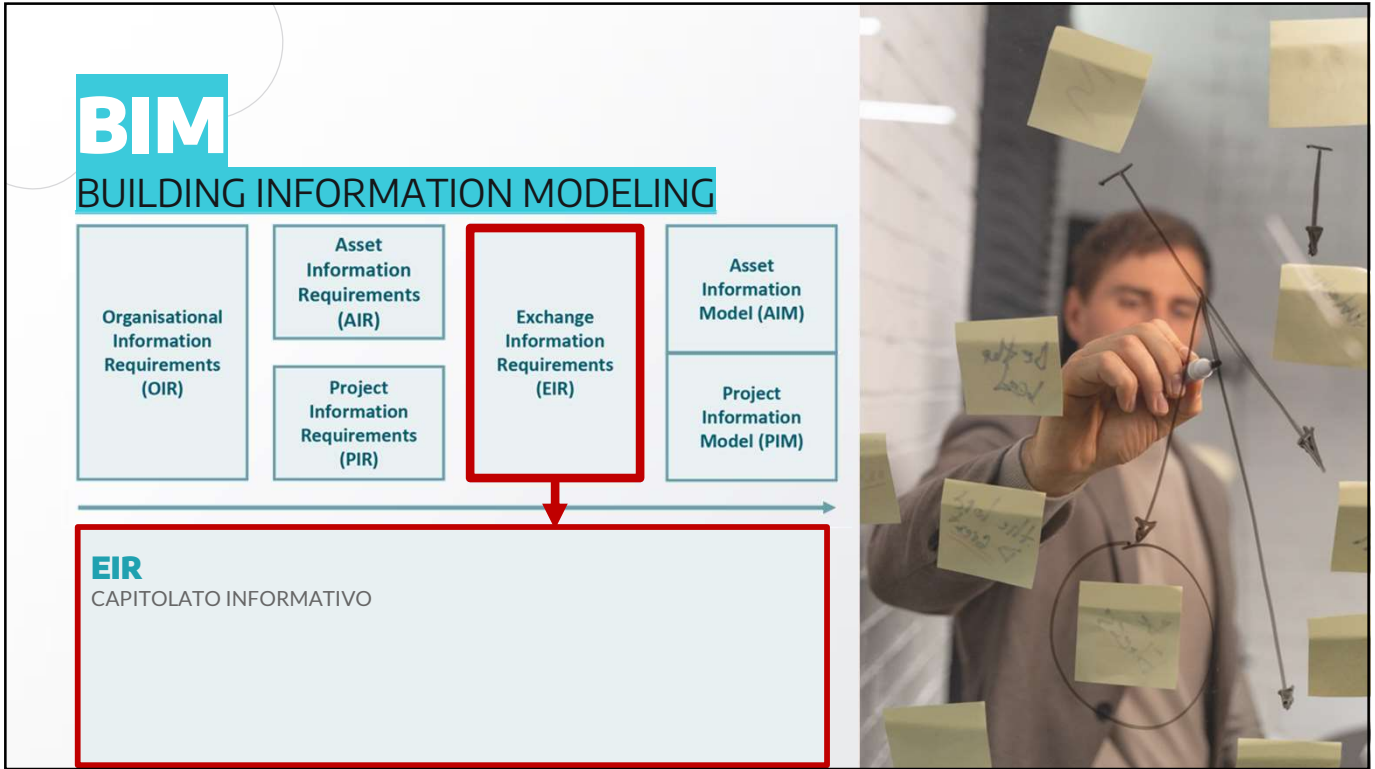 BIM
BUILDING INFORMATION MODELING
Organisational
Information
Requirements
(OIR)
Asset
Information
Requirements
(AIR)
Project
Information
Requirements
(PIR)
Exchange
Information
Requirements
(EIR)
Asset
Information
Model (AIM)
Project
Information
Model (PIM)
EIR
CAPITOLATO INFORMATIVO